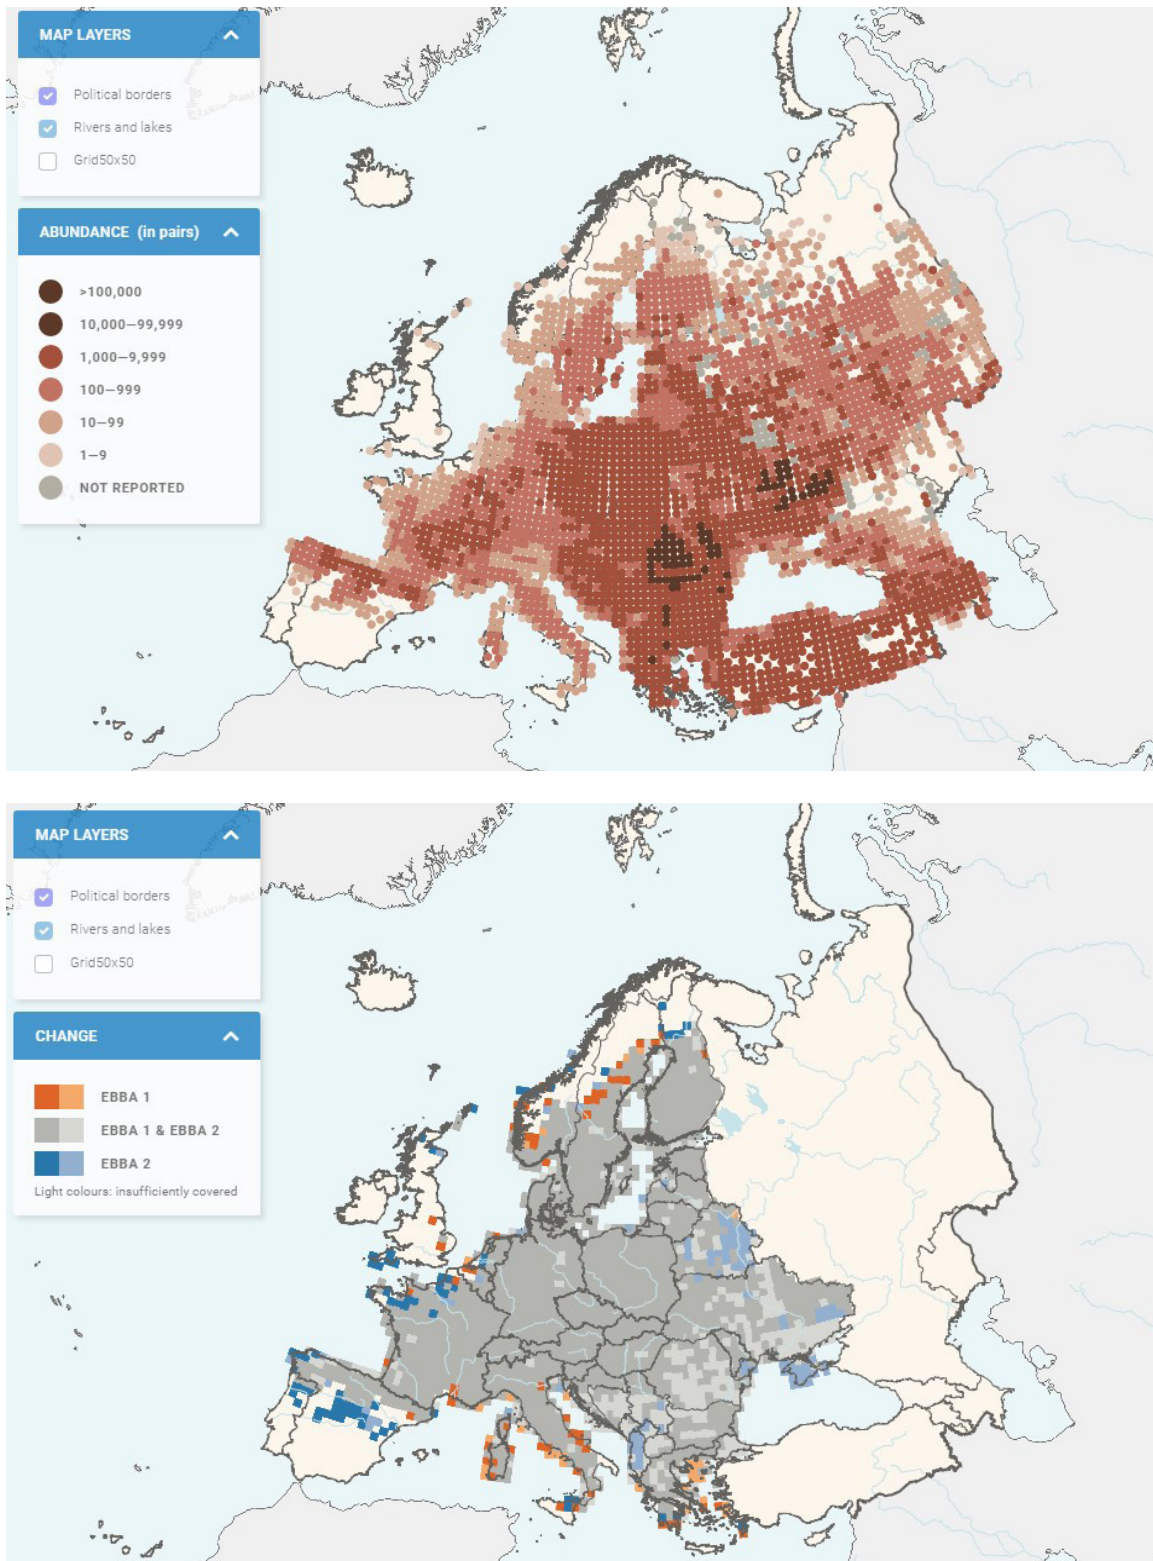 MAP LAYERS
Political borders
Rivers and lakes
Grid50x50
ABUNDANCE (in pairs)
>100,000
10,000–99,999
1,000–9,999
100–999
10–99
1–9
NOT REPORTED
MAP LAYERS
Political borders
Rivers and lakes
Grid50x50
CHANGE
EBBA 1
EBBA 1 & EBBA 2
EBBA 2
Light colours: insufficiently covered